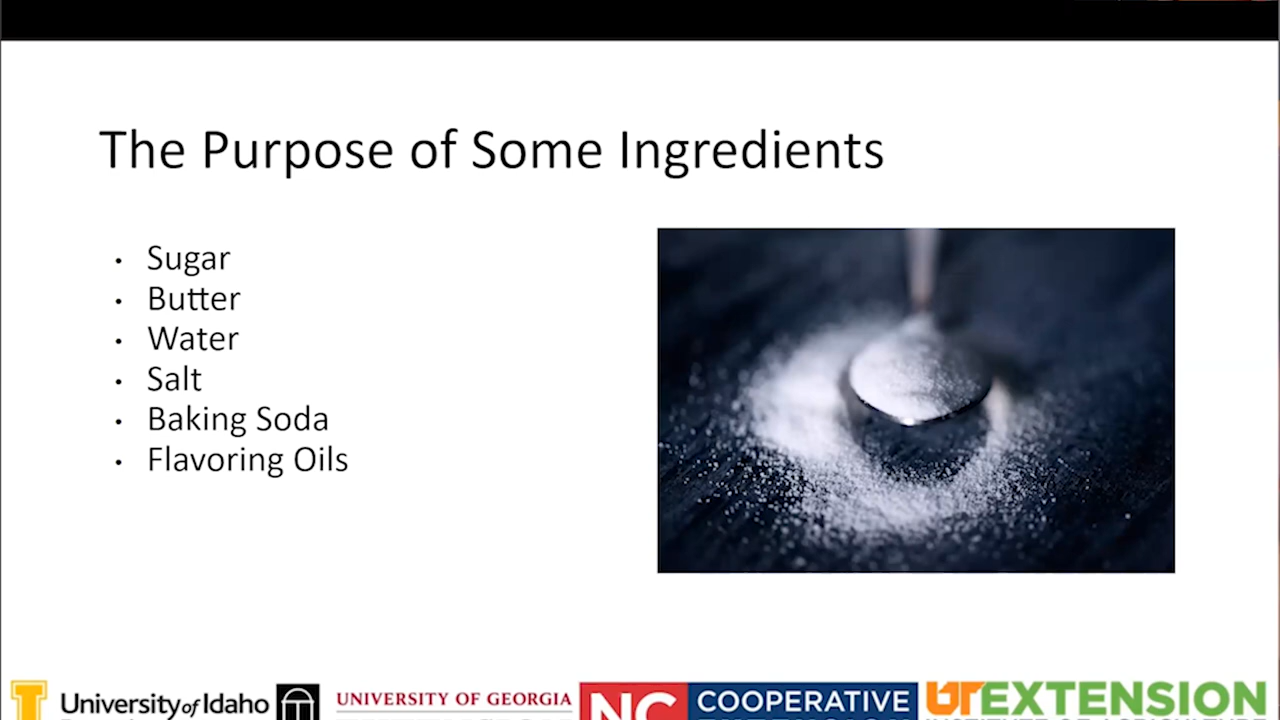 The Purpose of Some Ingredients
• Sugar
• Butter
• Water
• Salt
• Baking Soda
• Flavoring Oils
University of Idaho
UNIVERSITY OF GEORGIA
NC COOPERATIVE
UT EXTENSION